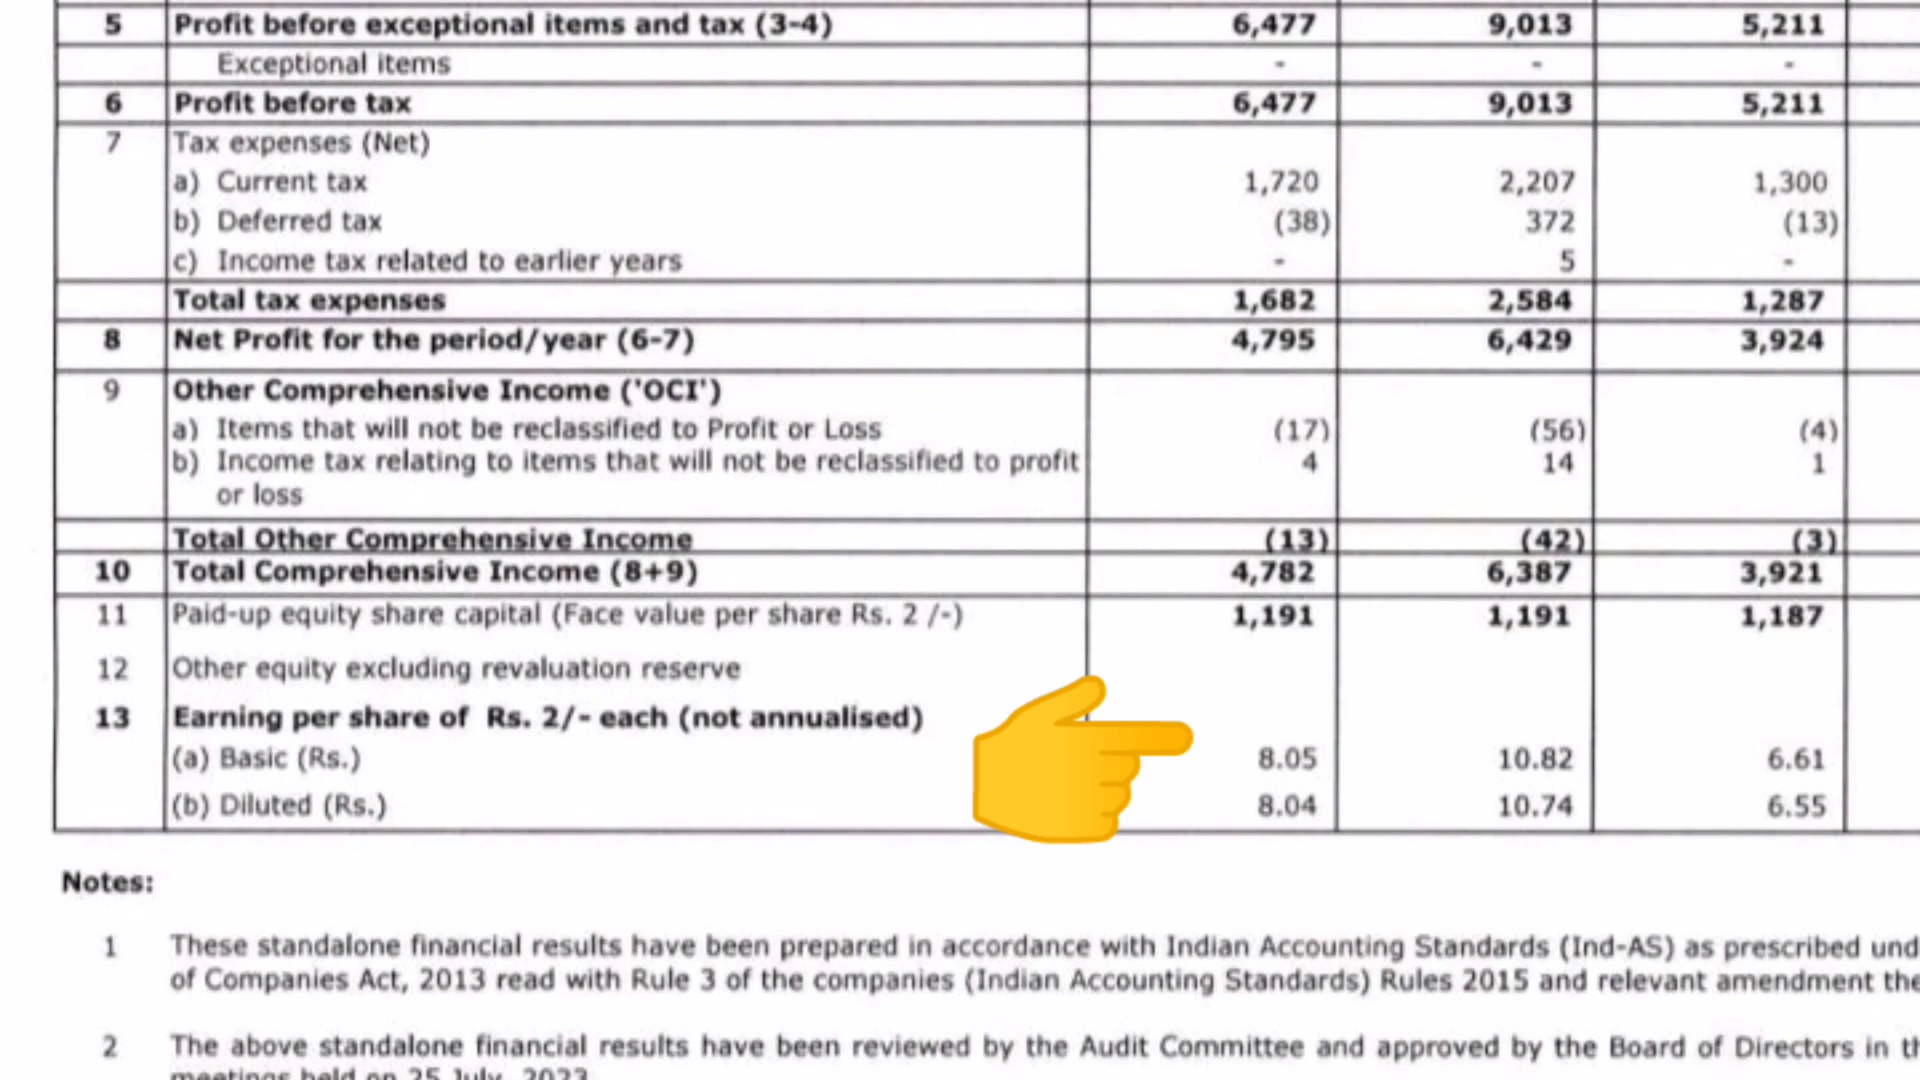 5 Profit before exceptional items and tax (3-4) 6,477 9,013 5,211
Exceptional items - - -
6 Profit before tax 6,477 9,013 5,211
7 Tax expenses (Net)
a) Current tax 1,720 2,207 1,300
b) Deferred tax (38) 372 (13)
c) Income tax related to earlier years - 5 -
Total tax expenses 1,682 2,584 1,287
8 Net Profit for the period/year (6-7) 4,795 6,429 3,924
9 Other Comprehensive Income ('OCI')
a) Items that will not be reclassified to Profit or Loss (17) (56) (4)
b) Income tax relating to items that will not be reclassified to profit 4 14 1
or loss
Total Other Comprehensive Income (13) (42) (3)
10 Total Comprehensive Income (8+9) 4,782 6,387 3,921
11 Paid-up equity share capital (Face value per share Rs. 2 /-) 1,191 1,191 1,187
12 Other equity excluding revaluation reserve
13 Earning per share of Rs. 2/- each (not annualised)
(a) Basic (Rs.) 8.05 10.82 6.61
(b) Diluted (Rs.) 8.04 10.74 6.55
Notes:
1 These standalone financial results have been prepared in accordance with Indian Accounting Standards (Ind-AS) as prescribed und
of Companies Act, 2013 read with Rule 3 of the companies (Indian Accounting Standards) Rules 2015 and relevant amendment the
2 The above standalone financial results have been reviewed by the Audit Committee and approved by the Board of Directors in th
meetings held on 25 July, 2023.